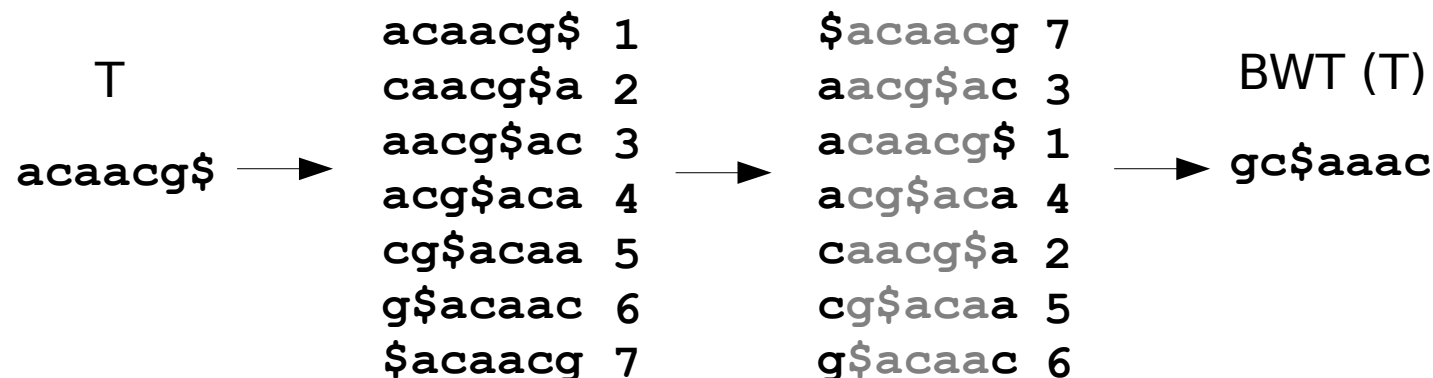 T
acaacg$
acaacg$ 1
caacg$a 2
aacg$ac 3
acg$aca 4
cg$acaa 5
g$acaac 6
$acaacg 7
$acaacg 7
aacg$ac 3
acaacg$ 1
acg$aca 4
caacg$a 2
cg$acaa 5
g$acaac 6
BWT (T)
gc$aaac